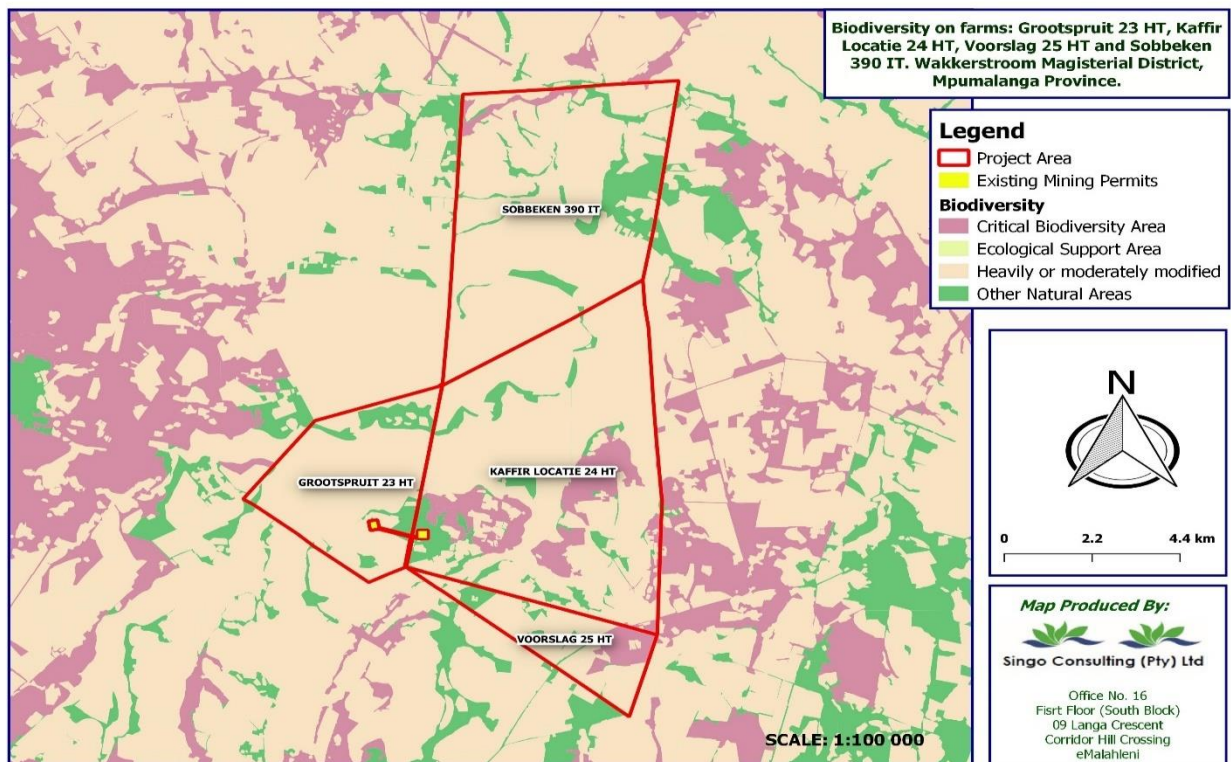 Biodiversity on farms: Grootspruit 23 HT, Kaffir
Locatie 24 HT, Voorslag 25 HT and Sobbeken
390 IT. Wakkerstroom Magisterial District,
Mpumalanga Province.
Legend
Project Area
Existing Mining Permits
Biodiversity
Critical Biodiversity Area
Ecological Support Area
Heavily or moderately modified
Other Natural Areas
SOBBEKEN 390 IT
KAFFIR LOCATIE 24 HT
GROOTSPRUIT 23 HT
VOORSLAG 25 HT
SCALE: 1:100 000
N
0 2.2 4.4 km
Map Produced By:
Singo Consulting (Pty) Ltd
Office No. 16
Fisrt Floor (South Block)
09 Langa Crescent
Corridor Hill Crossing
eMalahleni